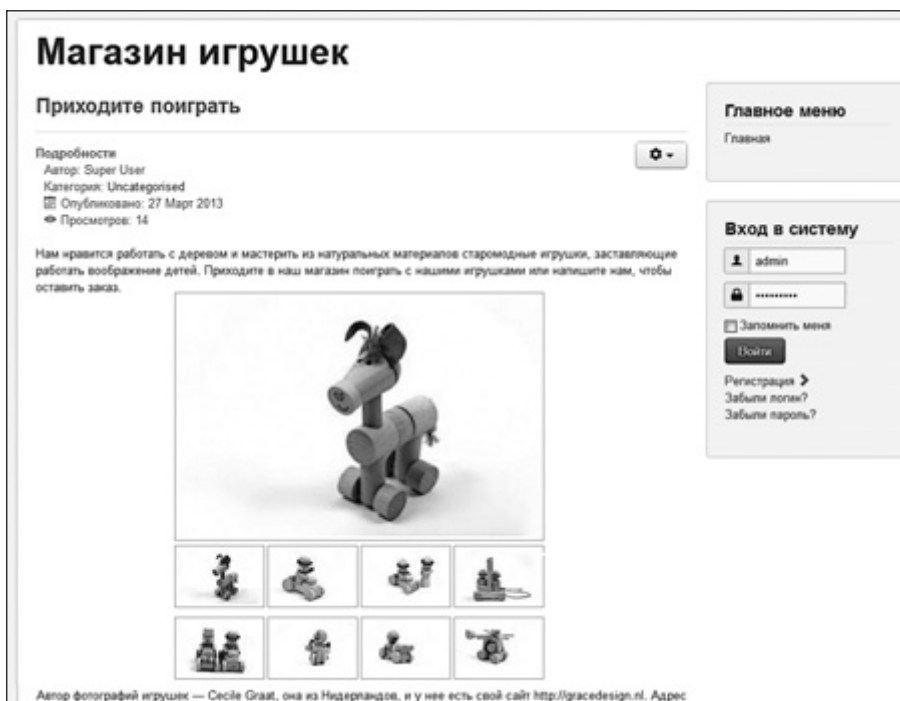 Магазин игрушек
Приходите поиграть
Подробности
Автор: Super User
Категория: Uncategorised
Опубликовано: 27 Март 2013
Просмотров: 14
Нам нравится работать с деревом и мастерить из натуральных материалов старомодные игрушки, заставляющие
работать воображение детей. Приходите в наш магазин поиграть с нашими игрушками или напишите нам, чтобы
оставить заказ.
Автор фотографий игрушек — Cecile Graat, она из Нидерландов, и у нее есть свой сайт http://gracedesign.nl. Адрес
Главное меню
Главная
Вход в систему
admin
••••••••••
Запомнить меня
Войти
Регистрация
Забыли логин?
Забыли пароль?